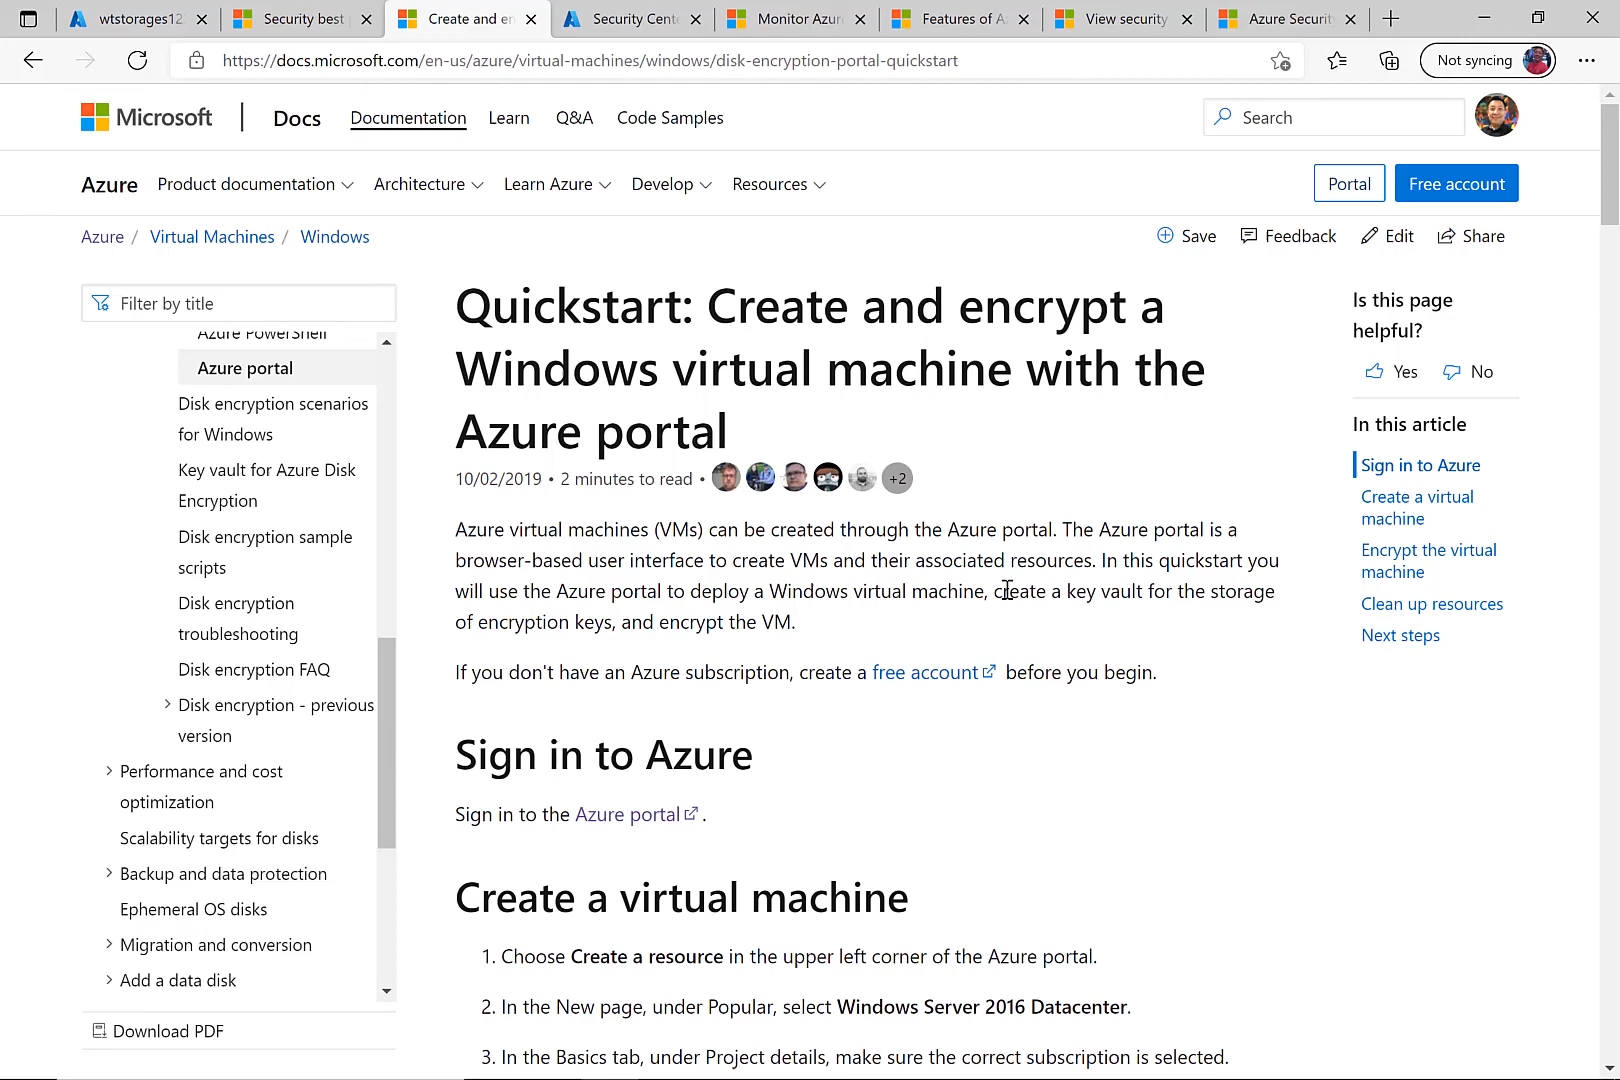 wtstorages12
Security best
Create and en
Security Cent
Monitor Azur
Features of A
View security
Azure Securit
https://docs.microsoft.com/en-us/azure/virtual-machines/windows/disk-encryption-portal-quickstart
Not syncing
Microsoft
Docs
Documentation
Learn
Q&A
Code Samples
Search
Azure
Product documentation
Architecture
Learn Azure
Develop
Resources
Portal
Free account
Azure / Virtual Machines / Windows
Save
Feedback
Edit
Share
Filter by title
Azure PowerShell
Azure portal
Disk encryption scenarios
for Windows
Key vault for Azure Disk
Encryption
Disk encryption sample
scripts
Disk encryption
troubleshooting
Disk encryption FAQ
Disk encryption - previous
version
Performance and cost
optimization
Scalability targets for disks
Backup and data protection
Ephemeral OS disks
Migration and conversion
Add a data disk
Download PDF
Quickstart: Create and encrypt a
Windows virtual machine with the
Azure portal
10/02/2019 • 2 minutes to read •
+2
Azure virtual machines (VMs) can be created through the Azure portal. The Azure portal is a
browser-based user interface to create VMs and their associated resources. In this quickstart you
will use the Azure portal to deploy a Windows virtual machine, create a key vault for the storage
of encryption keys, and encrypt the VM.
If you don't have an Azure subscription, create a free account before you begin.
Sign in to Azure
Sign in to the Azure portal .
Create a virtual machine
1. Choose Create a resource in the upper left corner of the Azure portal.
2. In the New page, under Popular, select Windows Server 2016 Datacenter.
3. In the Basics tab, under Project details, make sure the correct subscription is selected.
Is this page
helpful?
Yes
No
In this article
Sign in to Azure
Create a virtual
machine
Encrypt the virtual
machine
Clean up resources
Next steps